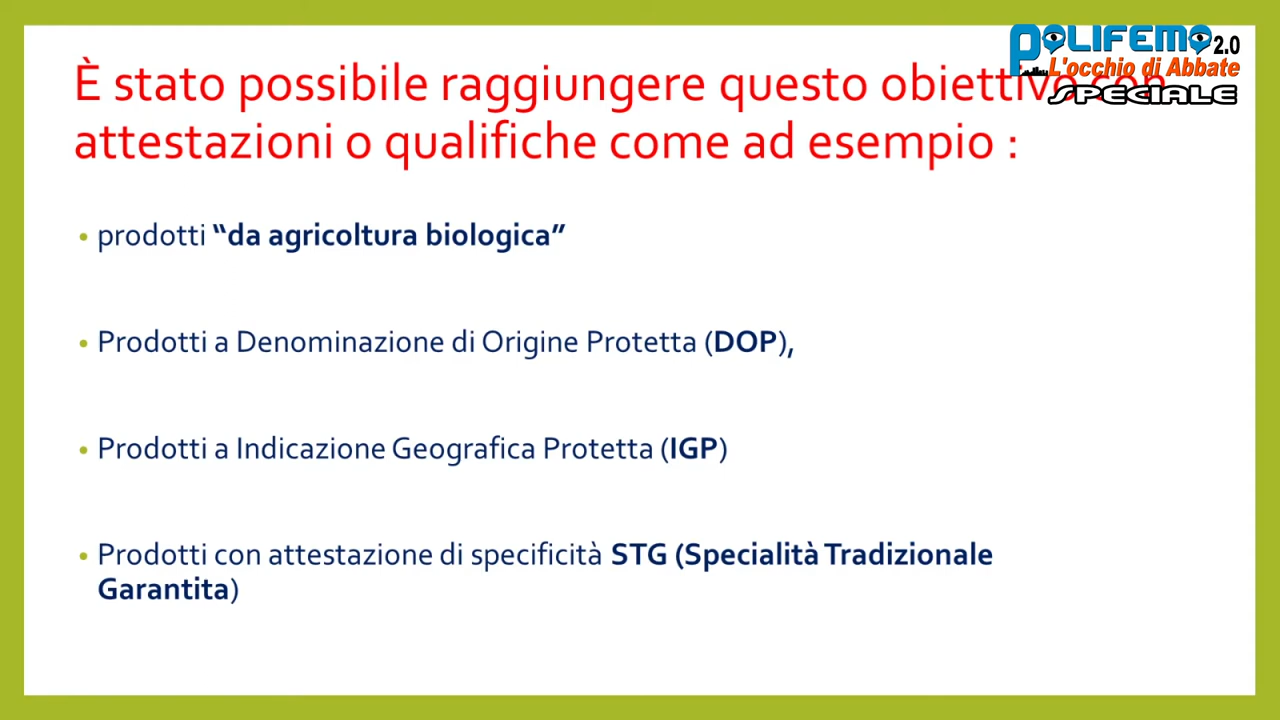 POLIFEMO 2.0
L'occhio di Abbate
SPECIALE
È stato possibile raggiungere questo obiettivo con
attestazioni o qualifiche come ad esempio :
• prodotti “da agricoltura biologica”
• Prodotti a Denominazione di Origine Protetta (DOP),
• Prodotti a Indicazione Geografica Protetta (IGP)
• Prodotti con attestazione di specificità STG (Specialità Tradizionale
Garantita)